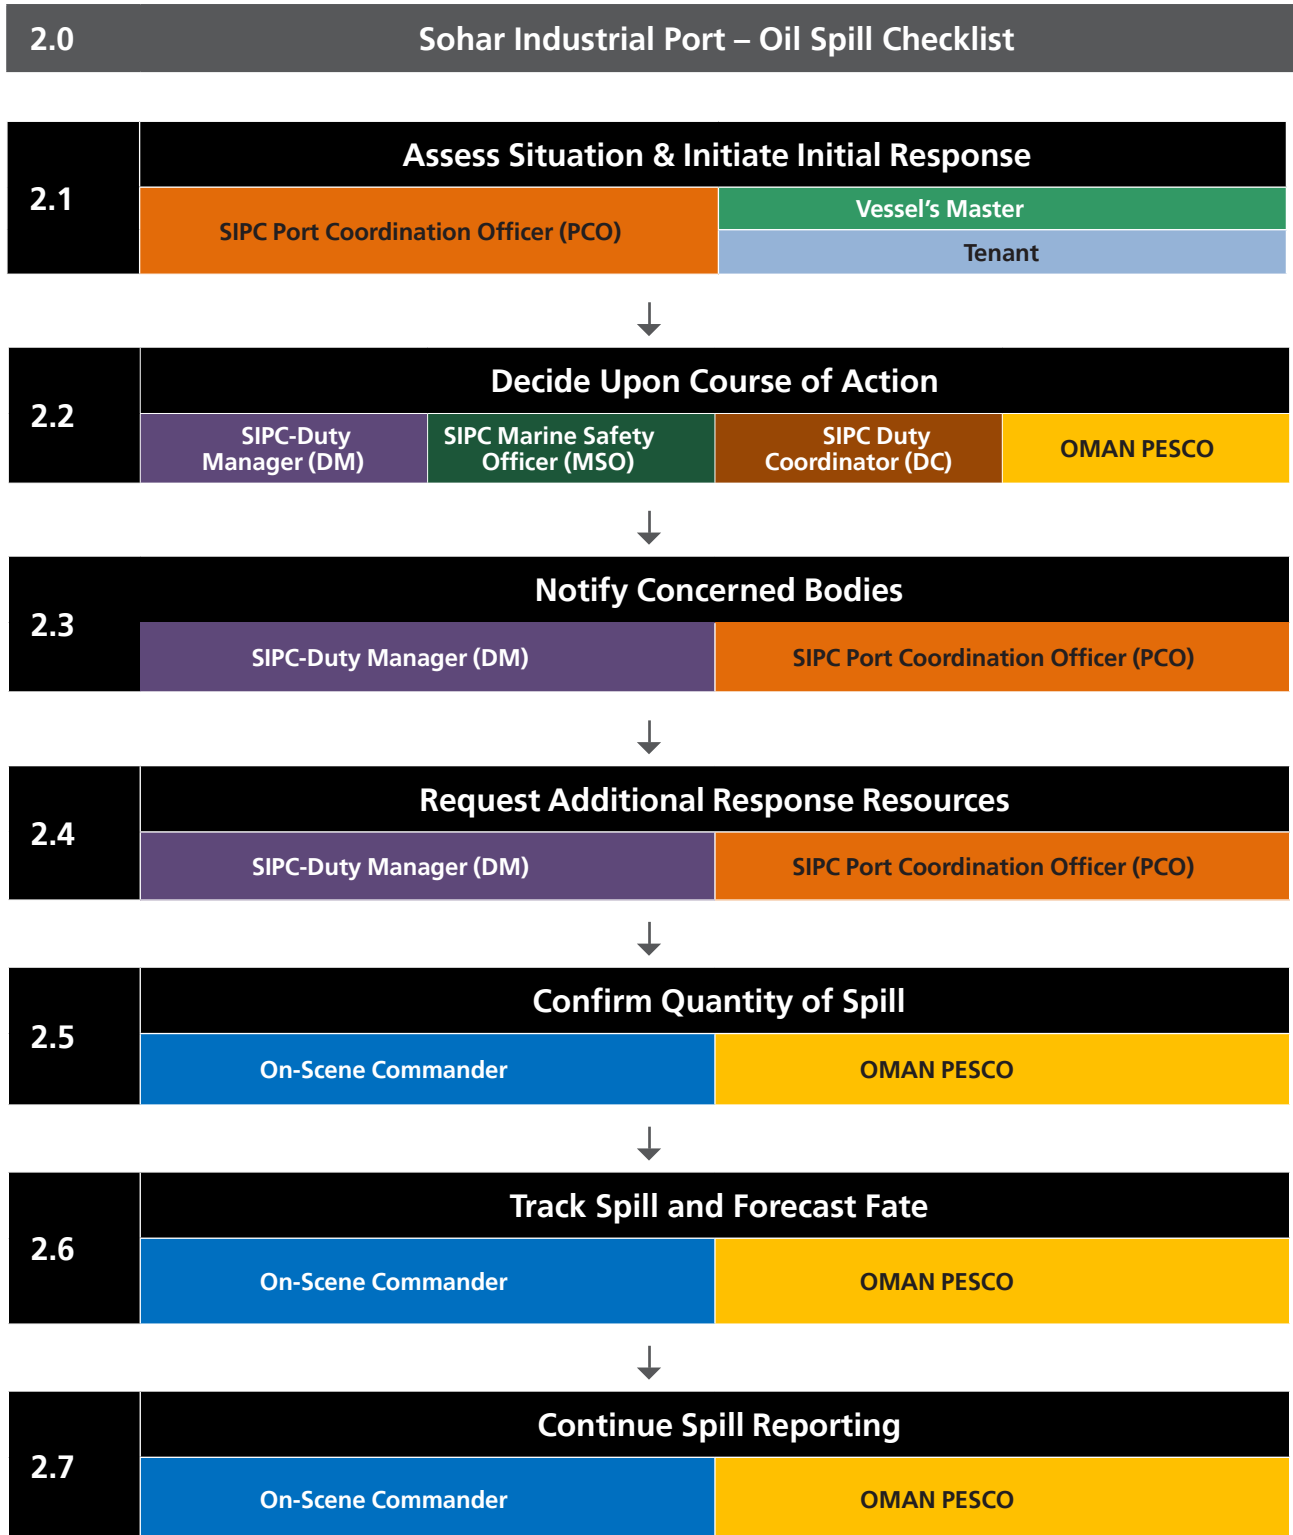 2.0 Sohar Industrial Port – Oil Spill Checklist
2.1
Assess Situation & Initiate Initial Response
SIPC Port Coordination Officer (PCO)
Vessel’s Master
Tenant
↓
2.2
Decide Upon Course of Action
SIPC-Duty
Manager (DM)
SIPC Marine Safety
Officer (MSO)
SIPC Duty
Coordinator (DC)
OMAN PESCO
↓
2.3
Notify Concerned Bodies
SIPC-Duty Manager (DM)
SIPC Port Coordination Officer (PCO)
↓
2.4
Request Additional Response Resources
SIPC-Duty Manager (DM)
SIPC Port Coordination Officer (PCO)
↓
2.5
Confirm Quantity of Spill
On-Scene Commander
OMAN PESCO
↓
2.6
Track Spill and Forecast Fate
On-Scene Commander
OMAN PESCO
↓
2.7
Continue Spill Reporting
On-Scene Commander
OMAN PESCO